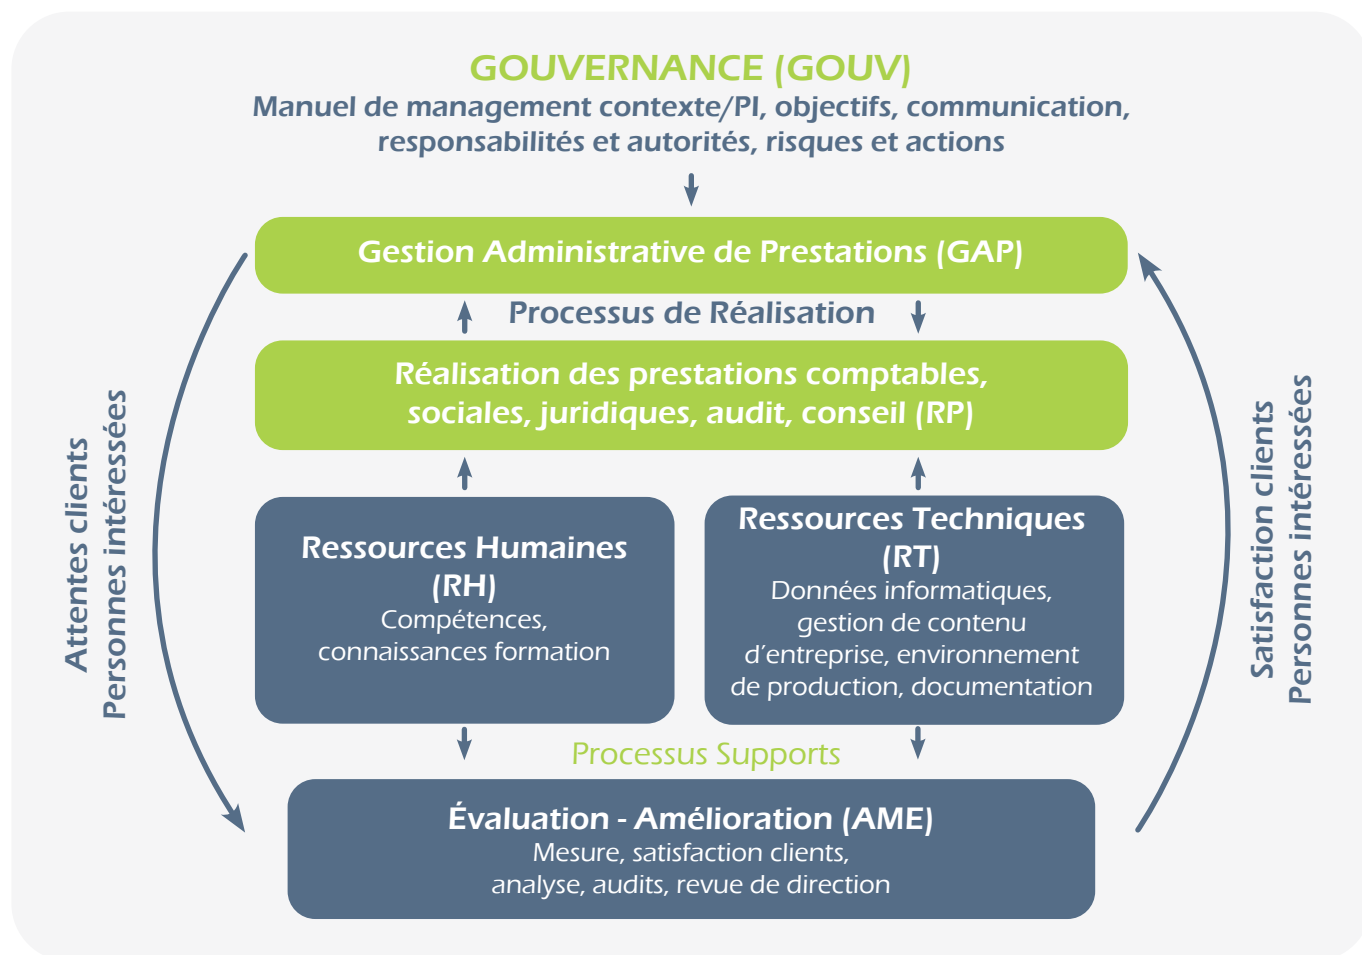 GOUVERNANCE (GOUV)
Manuel de management contexte/PI, objectifs, communication,
responsabilités et autorités, risques et actions
Gestion Administrative de Prestations (GAP)
Processus de Réalisation
Réalisation des prestations comptables,
sociales, juridiques, audit, conseil (RP)
Attentes clients
Personnes intéressées
Ressources Humaines
(RH)
Compétences,
connaissances formation
Ressources Techniques
(RT)
Données informatiques,
gestion de contenu
d’entreprise, environnement
de production, documentation
Satisfaction clients
Personnes intéressées
Processus Supports
Évaluation - Amélioration (AME)
Mesure, satisfaction clients,
analyse, audits, revue de direction